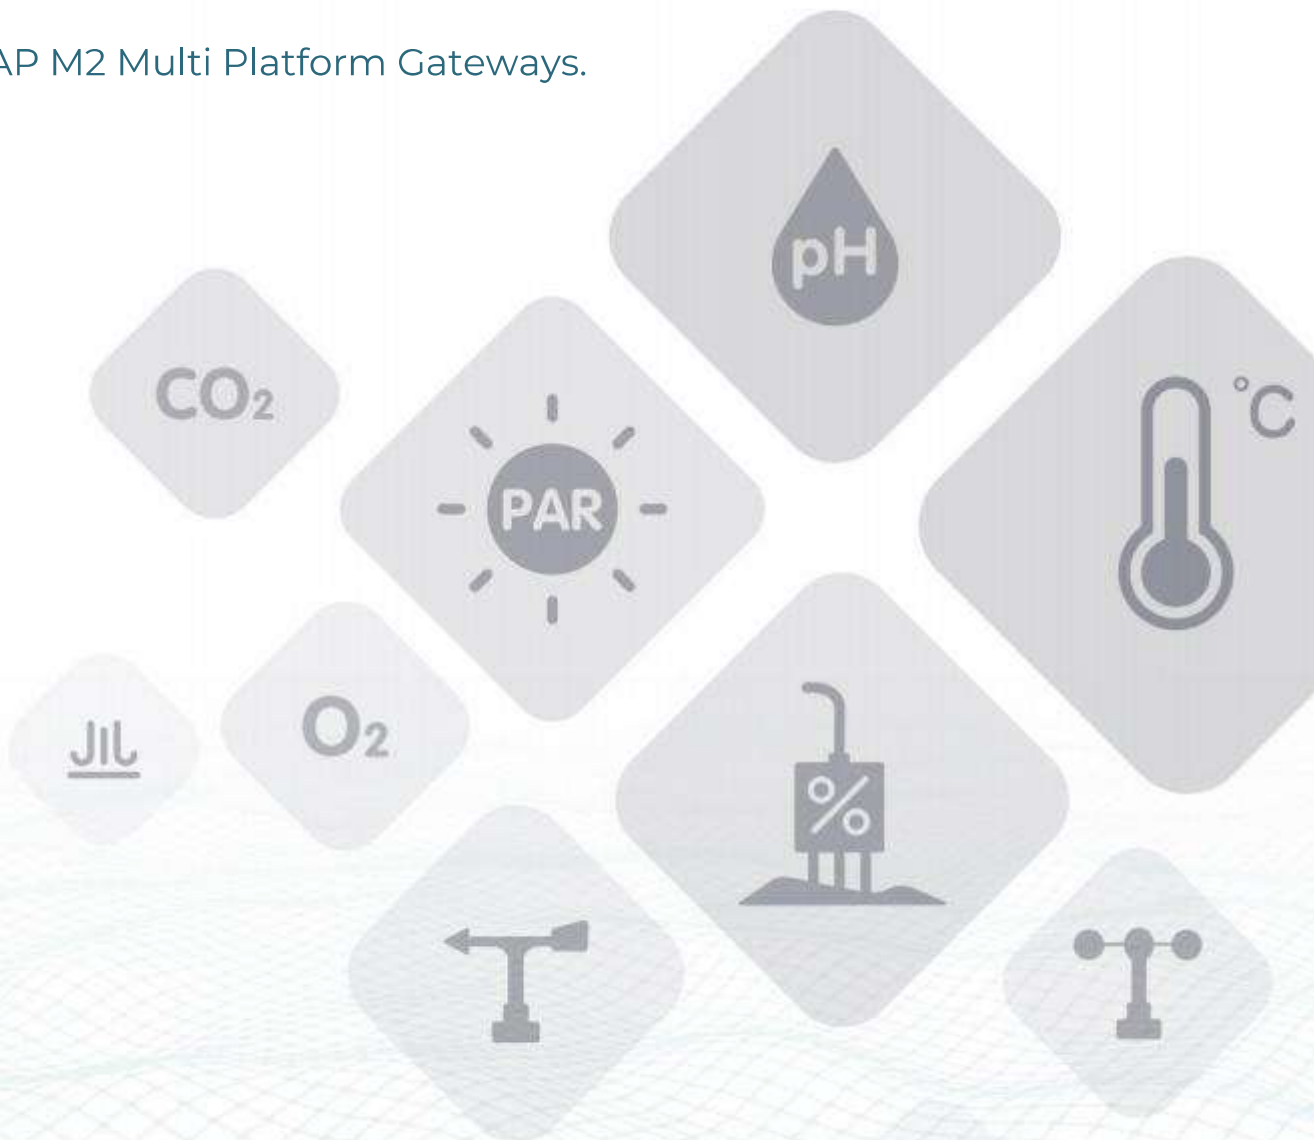 AP M2 Multi Platform Gateways.
pH
CO₂
°C
PAR
O₂
%